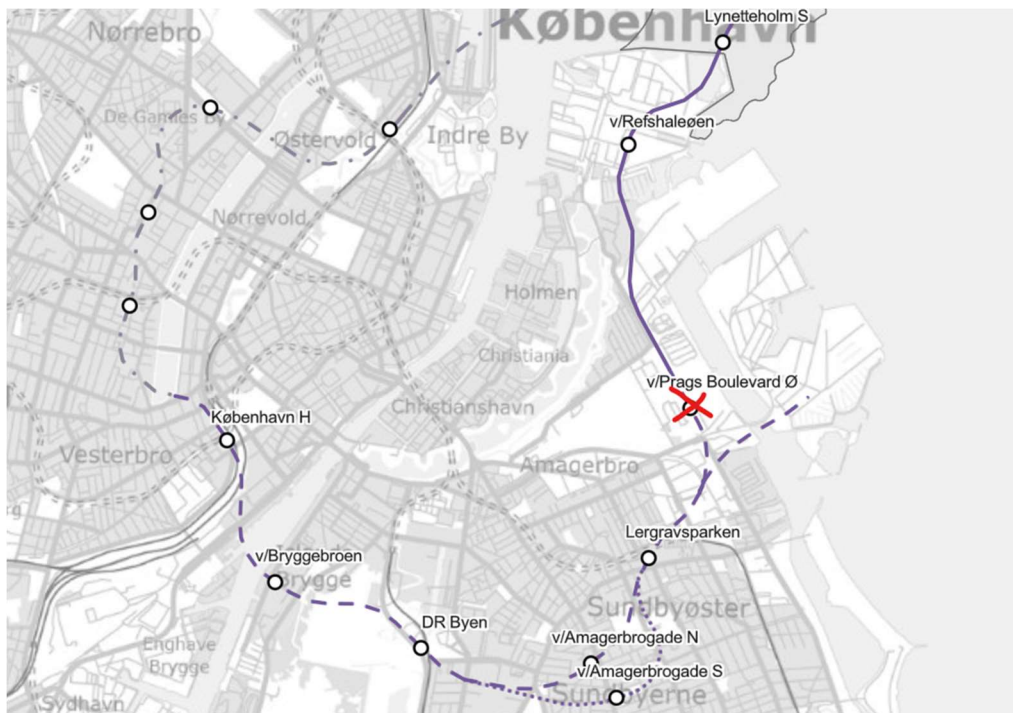 København
Lynetteholm S
Nørrebro
De Gamles By
v/Refshaleøen
Østervold
Indre By
Nørrevold
Holmen
Christiania
v/Prags Boulevard Ø
Christianshavn
København H
Vesterbro
Amagerbro
Lergravsparken
v/Bryggebroen
Brygge
Sundbyøster
DR Byen
v/Amagerbrogade N
Enghave
Brygge
v/Amagerbrogade S
Sundbyerne
Sydhavn